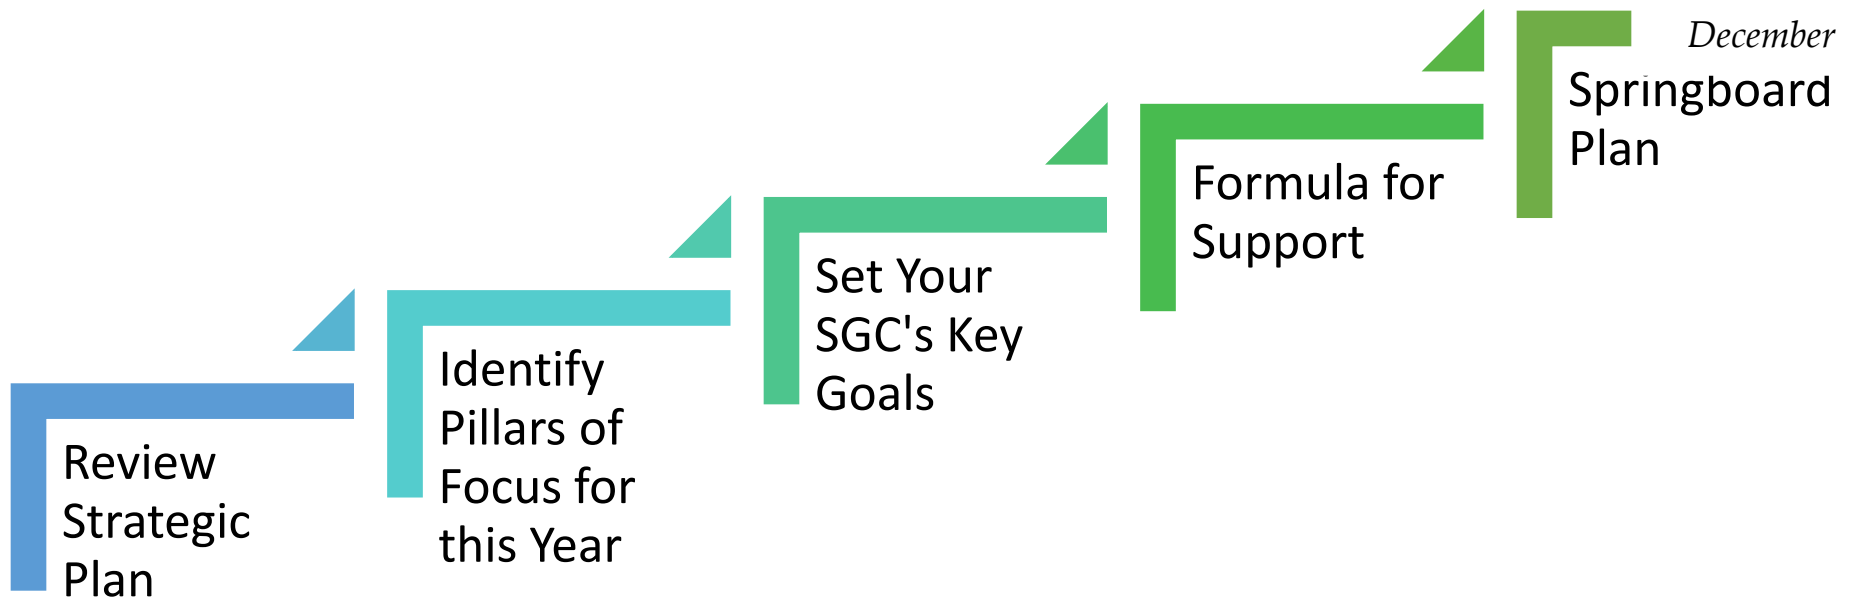 Review
Strategic
Plan
Identify
Pillars of
Focus for
this Year
Set Your
SGC's Key
Goals
Formula for
Support
December
Springboard
Plan